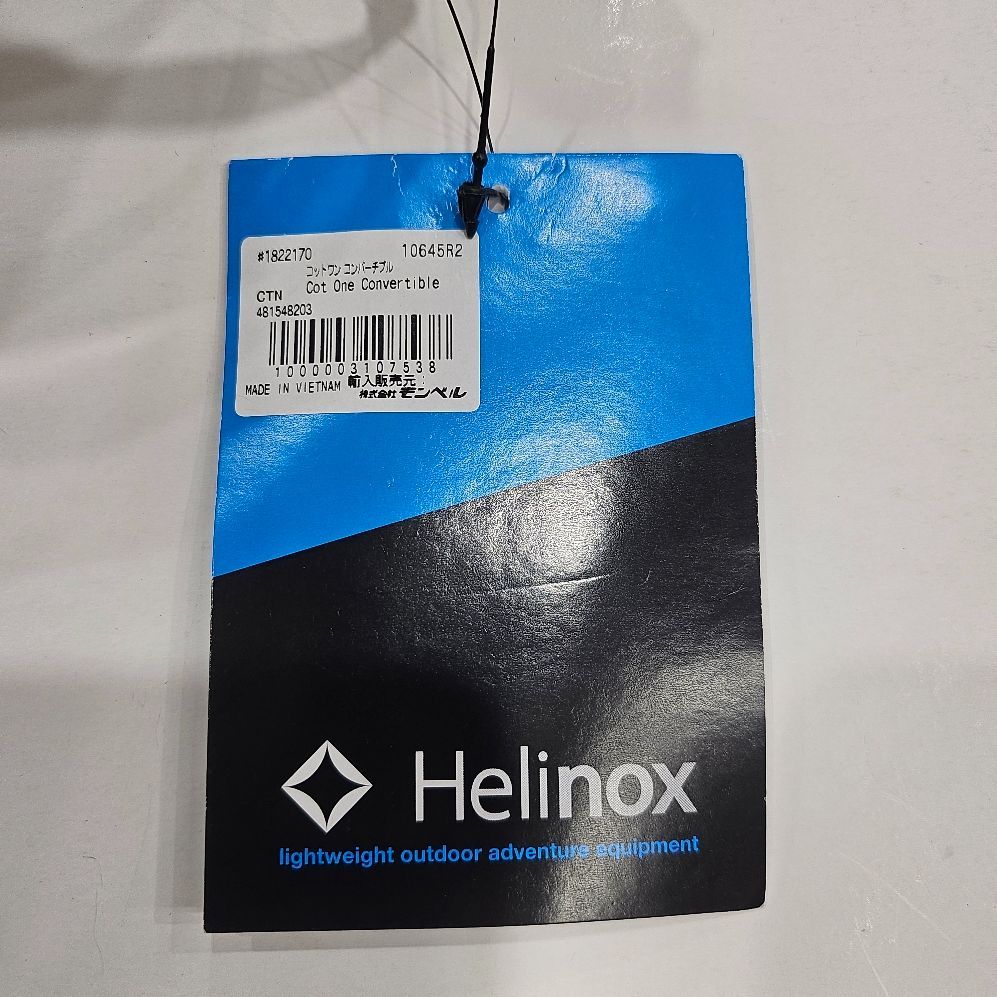 #1822170 10645R2
コットワン コンバーチブル
Cot One Convertible
CTN
481548203
1000003107538
MADE IN VIETNAM 輸入販売元:
株式会社 モンベル
Helinox
lightweight outdoor adventure equipment